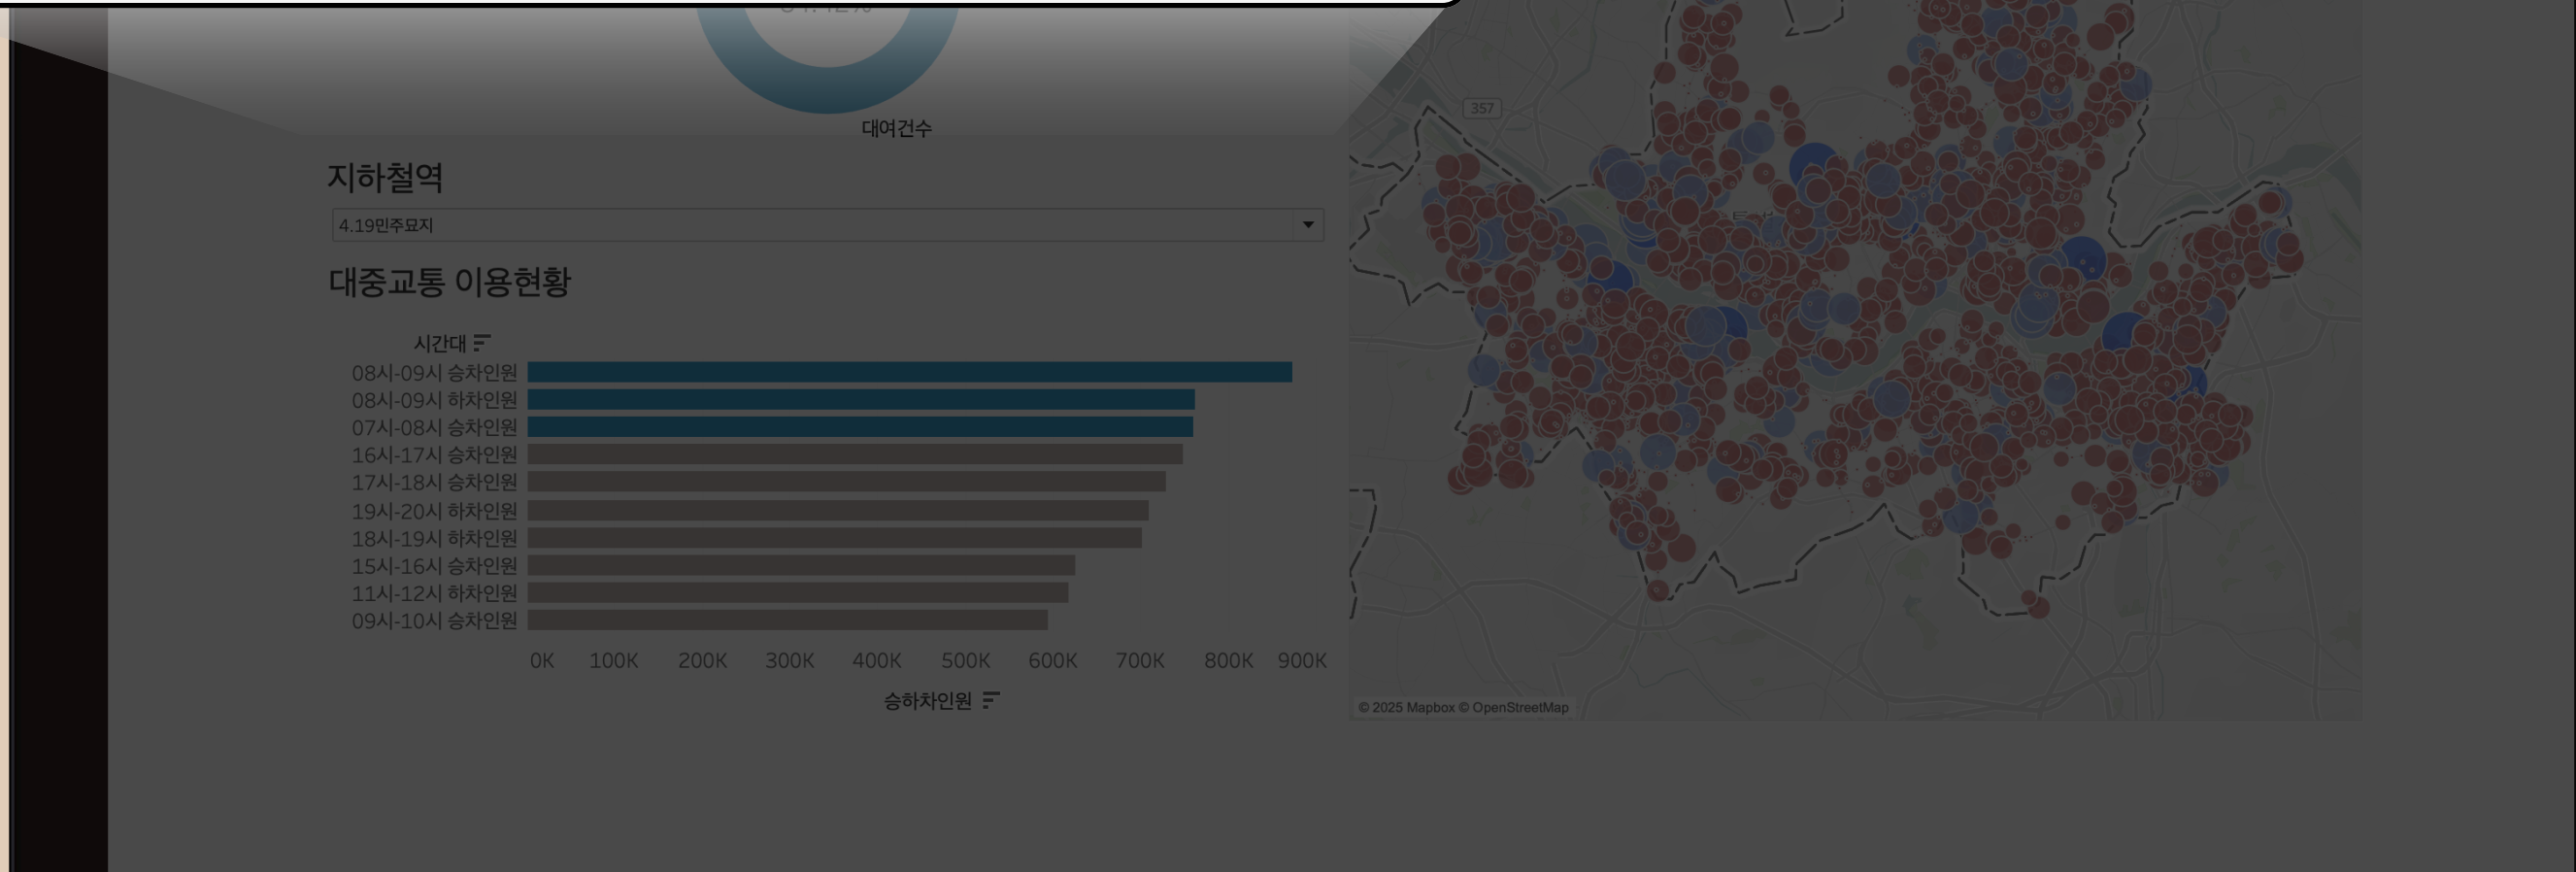 대여건수
지하철역
4.19민주묘지
대중교통 이용현황
시간대
08시-09시 승차인원
08시-09시 하차인원
07시-08시 승차인원
16시-17시 승차인원
17시-18시 승차인원
19시-20시 하차인원
18시-19시 하차인원
15시-16시 승차인원
11시-12시 하차인원
09시-10시 승차인원
0K 100K 200K 300K 400K 500K 600K 700K 800K 900K
승하차인원
357
© 2025 Mapbox © OpenStreetMap